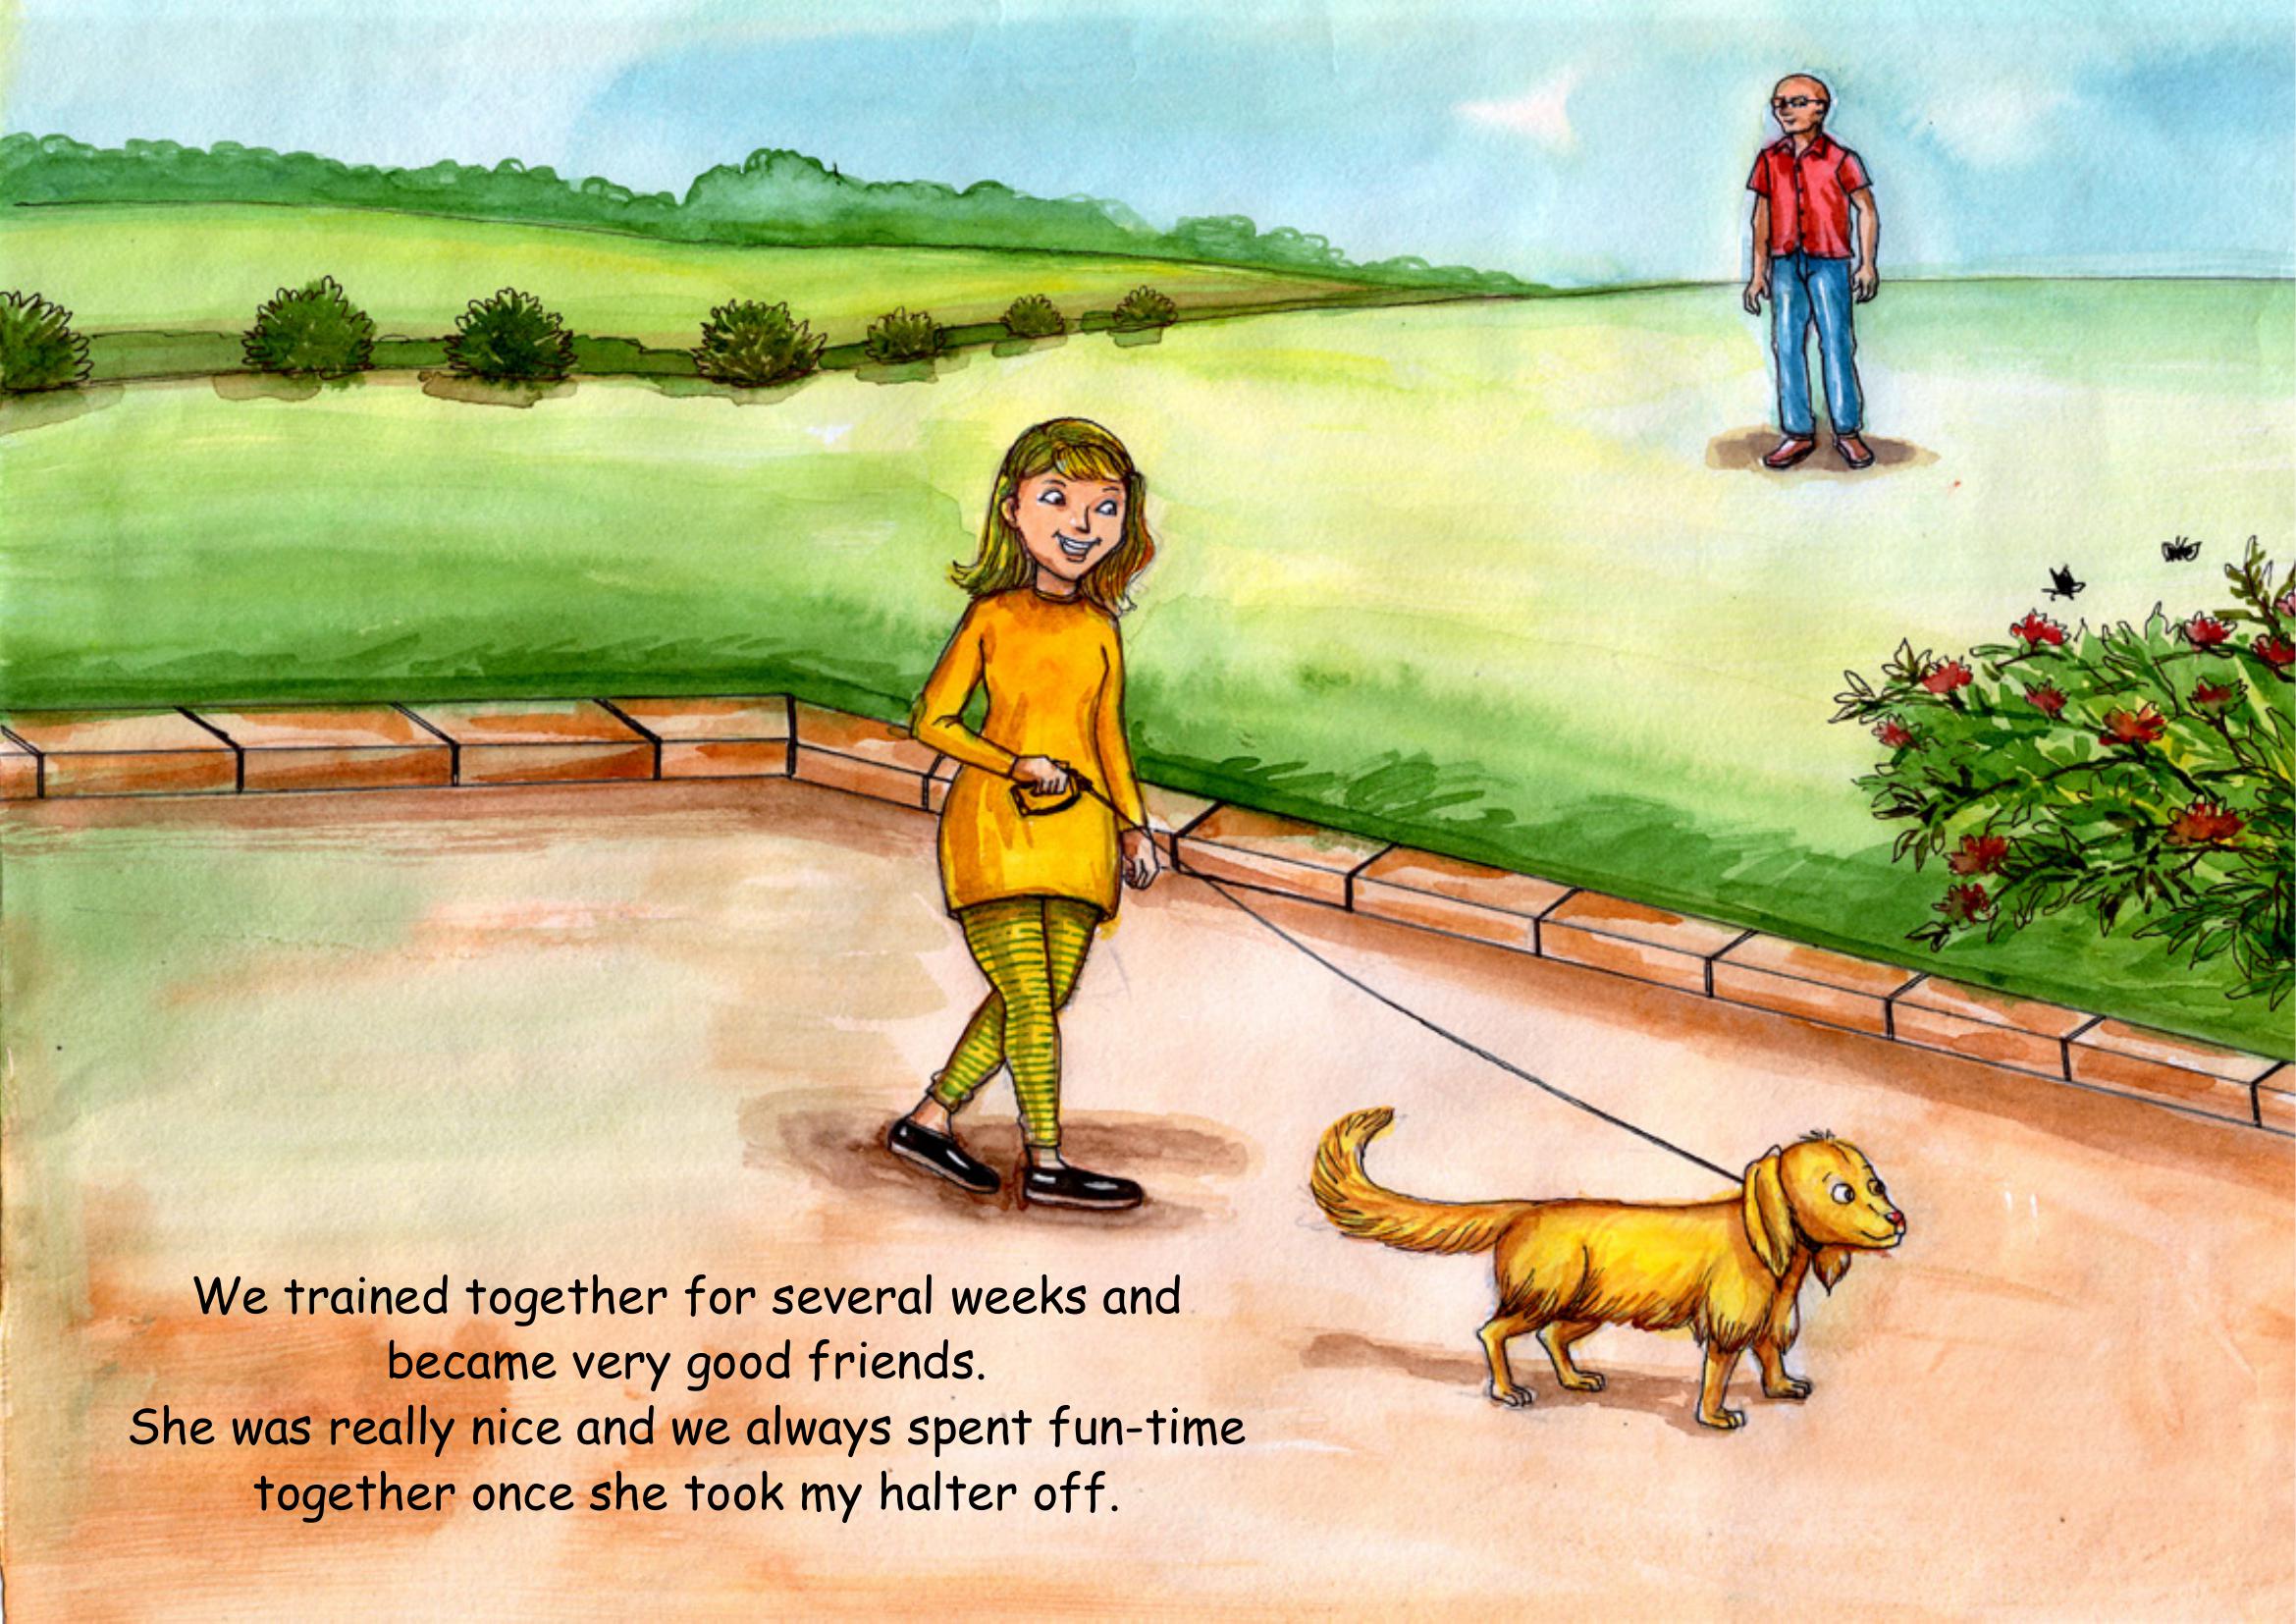 We trained together for several weeks and
became very good friends.
She was really nice and we always spent fun-time
together once she took my halter off.